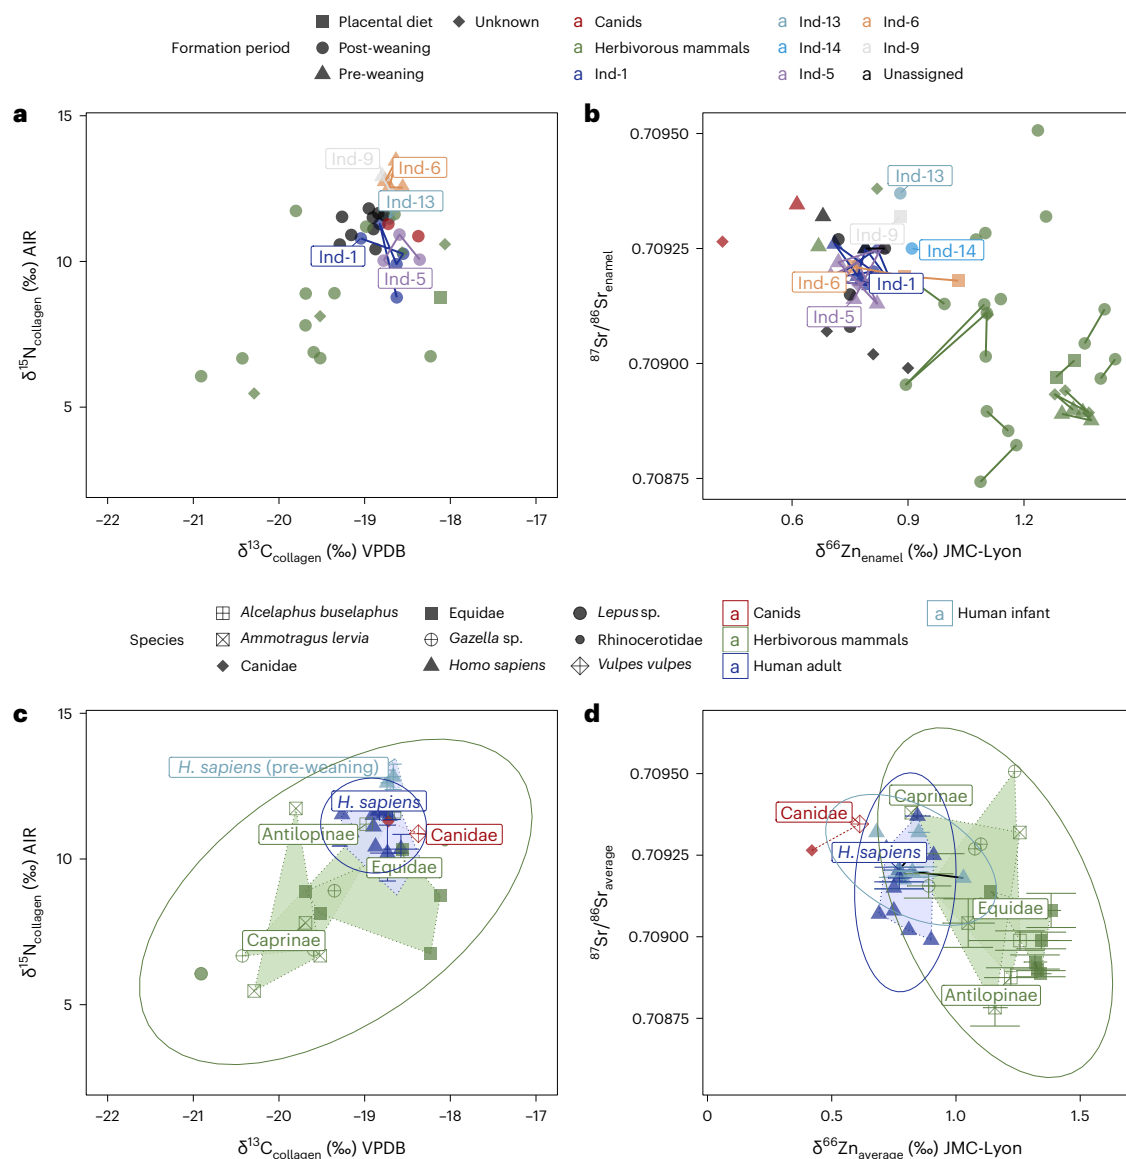 Placental diet
Unknown
Canids
Ind-13
Ind-6
Formation period
Post-weaning
Herbivorous mammals
Ind-14
Ind-9
Pre-weaning
Ind-1
Ind-5
Unassigned
a a a a a a a a a
a
15
10
5
δ15Ncollagen (‰) AIR
Ind-9
Ind-6
Ind-13
Ind-1
Ind-5
−22 −21 −20 −19 −18 −17
δ13Ccollagen (‰) VPDB
b
0.70950
0.70925
0.70900
0.70875
87Sr/86Srenamel
Ind-13
Ind-9
Ind-14
Ind-6
Ind-1
Ind-5
0.6 0.9 1.2
δ66Znenamel (‰) JMC-Lyon
Alcelaphus buselaphus
Equidae
Lepus sp.
a Canids
a Human infant
Species
Ammotragus lervia
Gazella sp.
Rhinocerotidae
a Herbivorous mammals
Canidae
Homo sapiens
Vulpes vulpes
a Human adult
c
15
10
5
δ15Ncollagen (‰) AIR
H. sapiens (pre-weaning)
H. sapiens
Antilopinae
Canidae
Equidae
Caprinae
−22 −21 −20 −19 −18 −17
δ13Ccollagen (‰) VPDB
d
0.70950
0.70925
0.70900
0.70875
87Sr/86Sraverage
Caprinae
Canidae
H. sapiens
Equidae
Antilopinae
0 0.5 1.0 1.5
δ66Znaverage (‰) JMC-Lyon